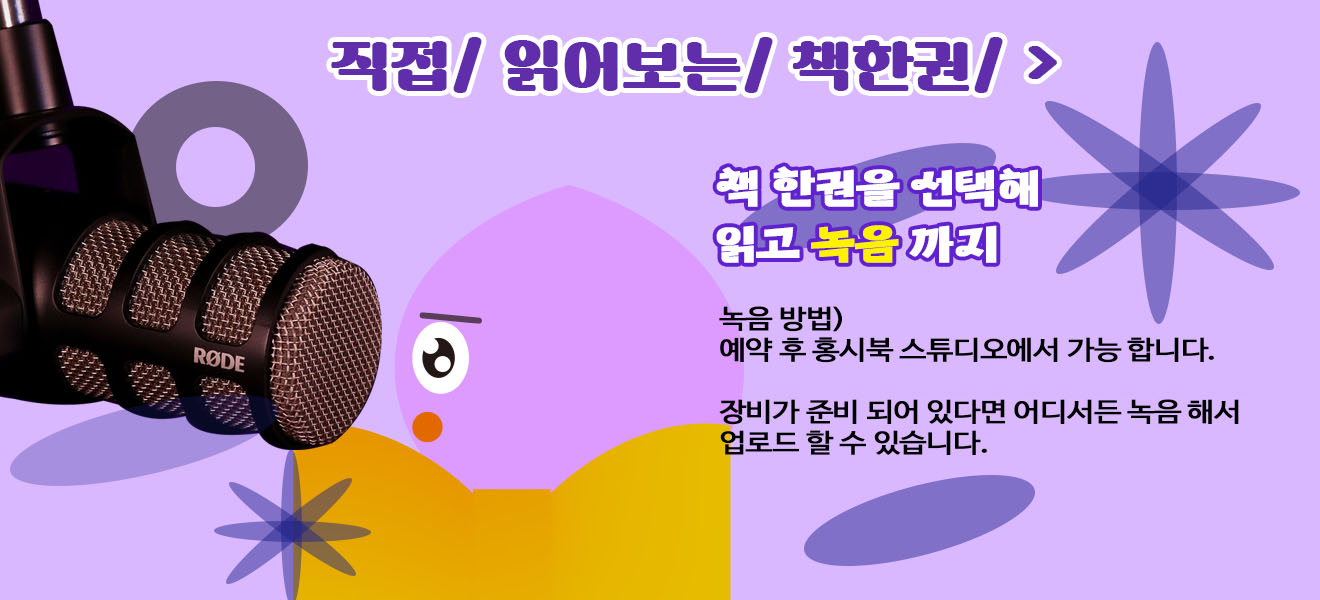 직접/ 읽어보는/ 책한권/ >
책 한권을 선택해
읽고 녹음 까지
녹음 방법)
예약 후 홍시북 스튜디오에서 가능 합니다.
장비가 준비 되어 있다면 어디서든 녹음 해서
업로드 할 수 있습니다.
RØDE